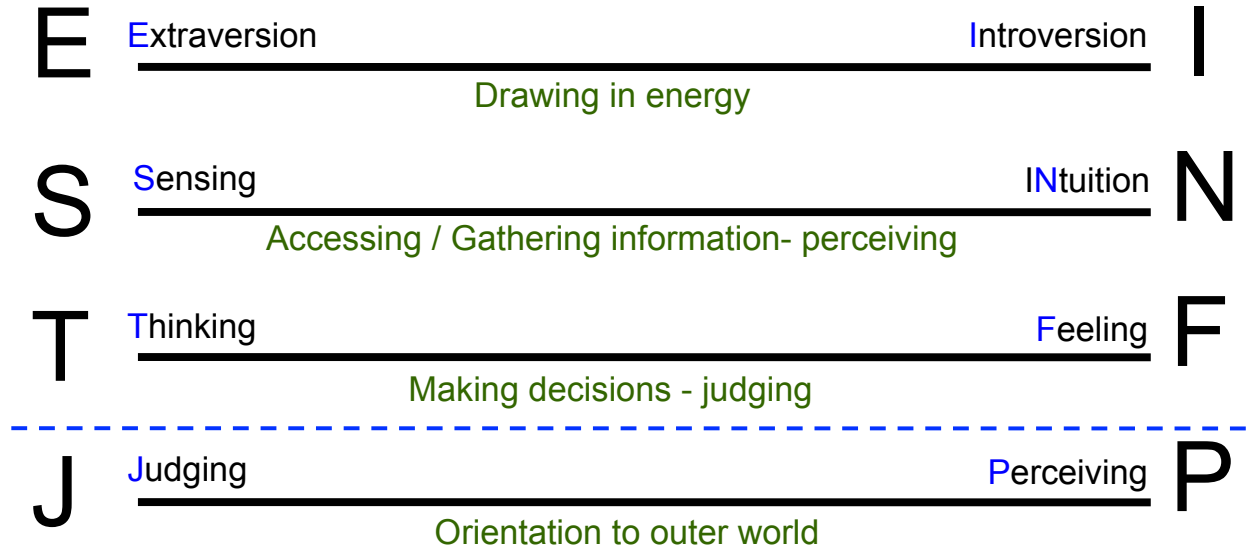 E Extraversion Introversion I
Drawing in energy
S Sensing INtuition N
Accessing / Gathering information- perceiving
T Thinking Feeling F
Making decisions - judging
J Judging Perceiving P
Orientation to outer world